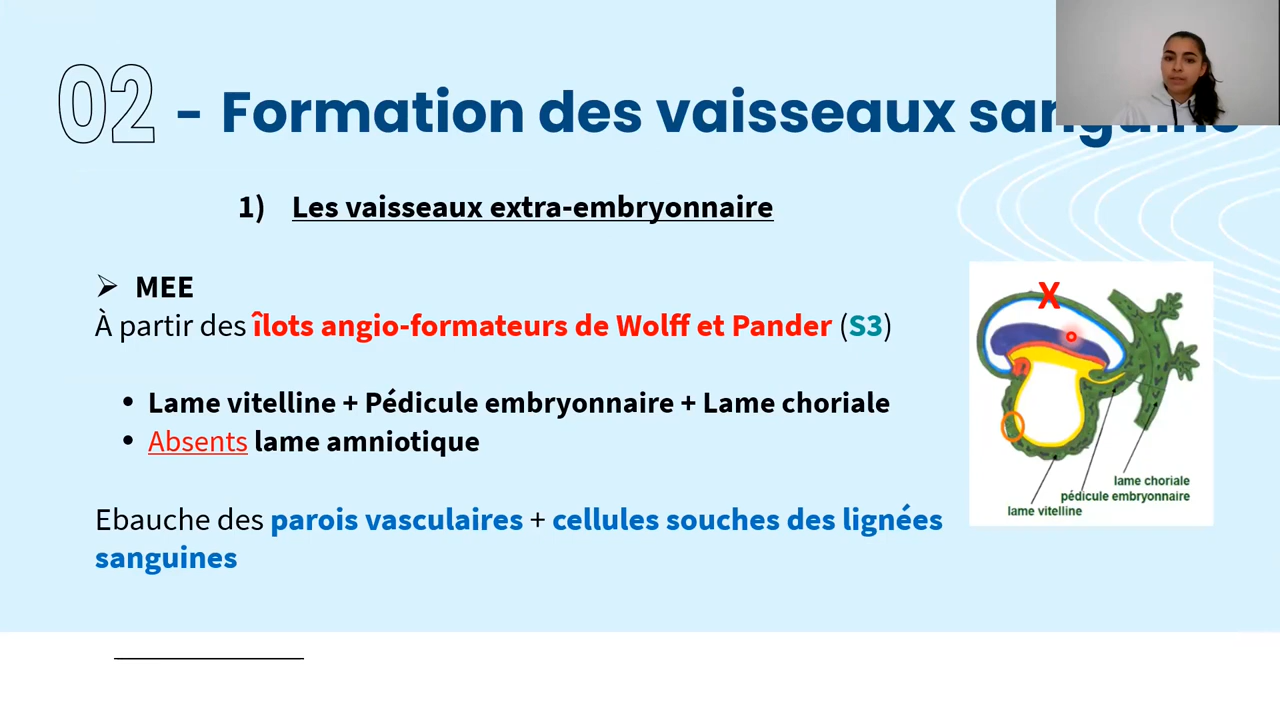 02 - Formation des vaisseaux
1) Les vaisseaux extra-embryonnaire
➢ MEE
À partir des îlots angio-formateurs de Wolff et Pander (S3)
• Lame vitelline + Pédicule embryonnaire + Lame choriale
• Absents lame amniotique
Ebauche des parois vasculaires + cellules souches des lignées
sanguines
X
lame choriale
pédicule embryonnaire
lame vitelline